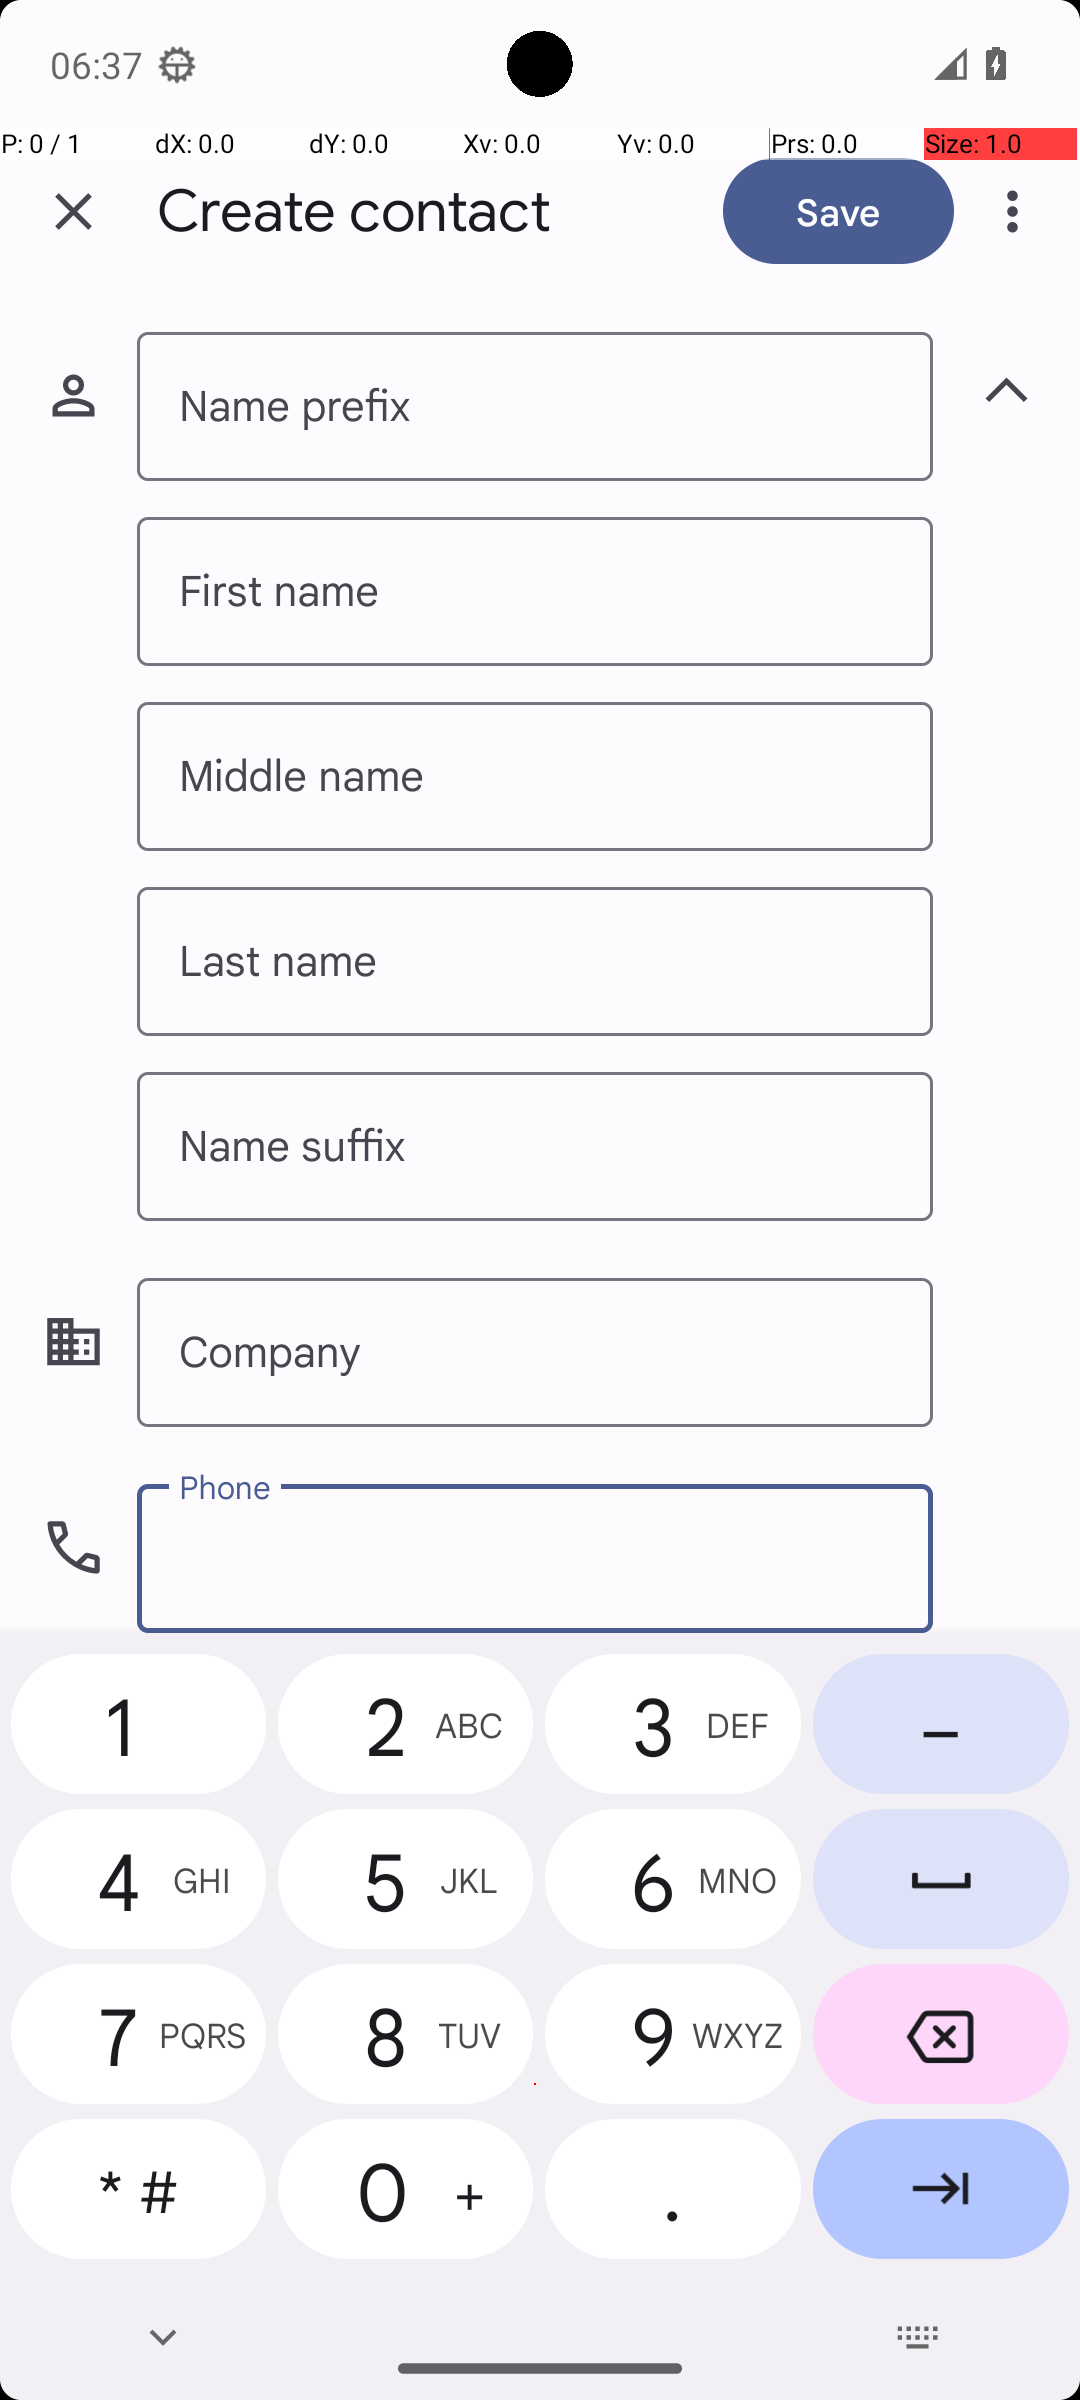 06:37
P: 0 / 1 dX: 0.0 dY: 0.0 Xv: 0.0 Yv: 0.0 Prs: 0.0 Size: 1.0
Create contact Save
Name prefix
First name
Middle name
Last name
Name suffix
Company
Phone
1 2 ABC 3 DEF –
4 GHI 5 JKL 6 MNO
7 PQRS 8 TUV 9 WXYZ
* # 0 + .